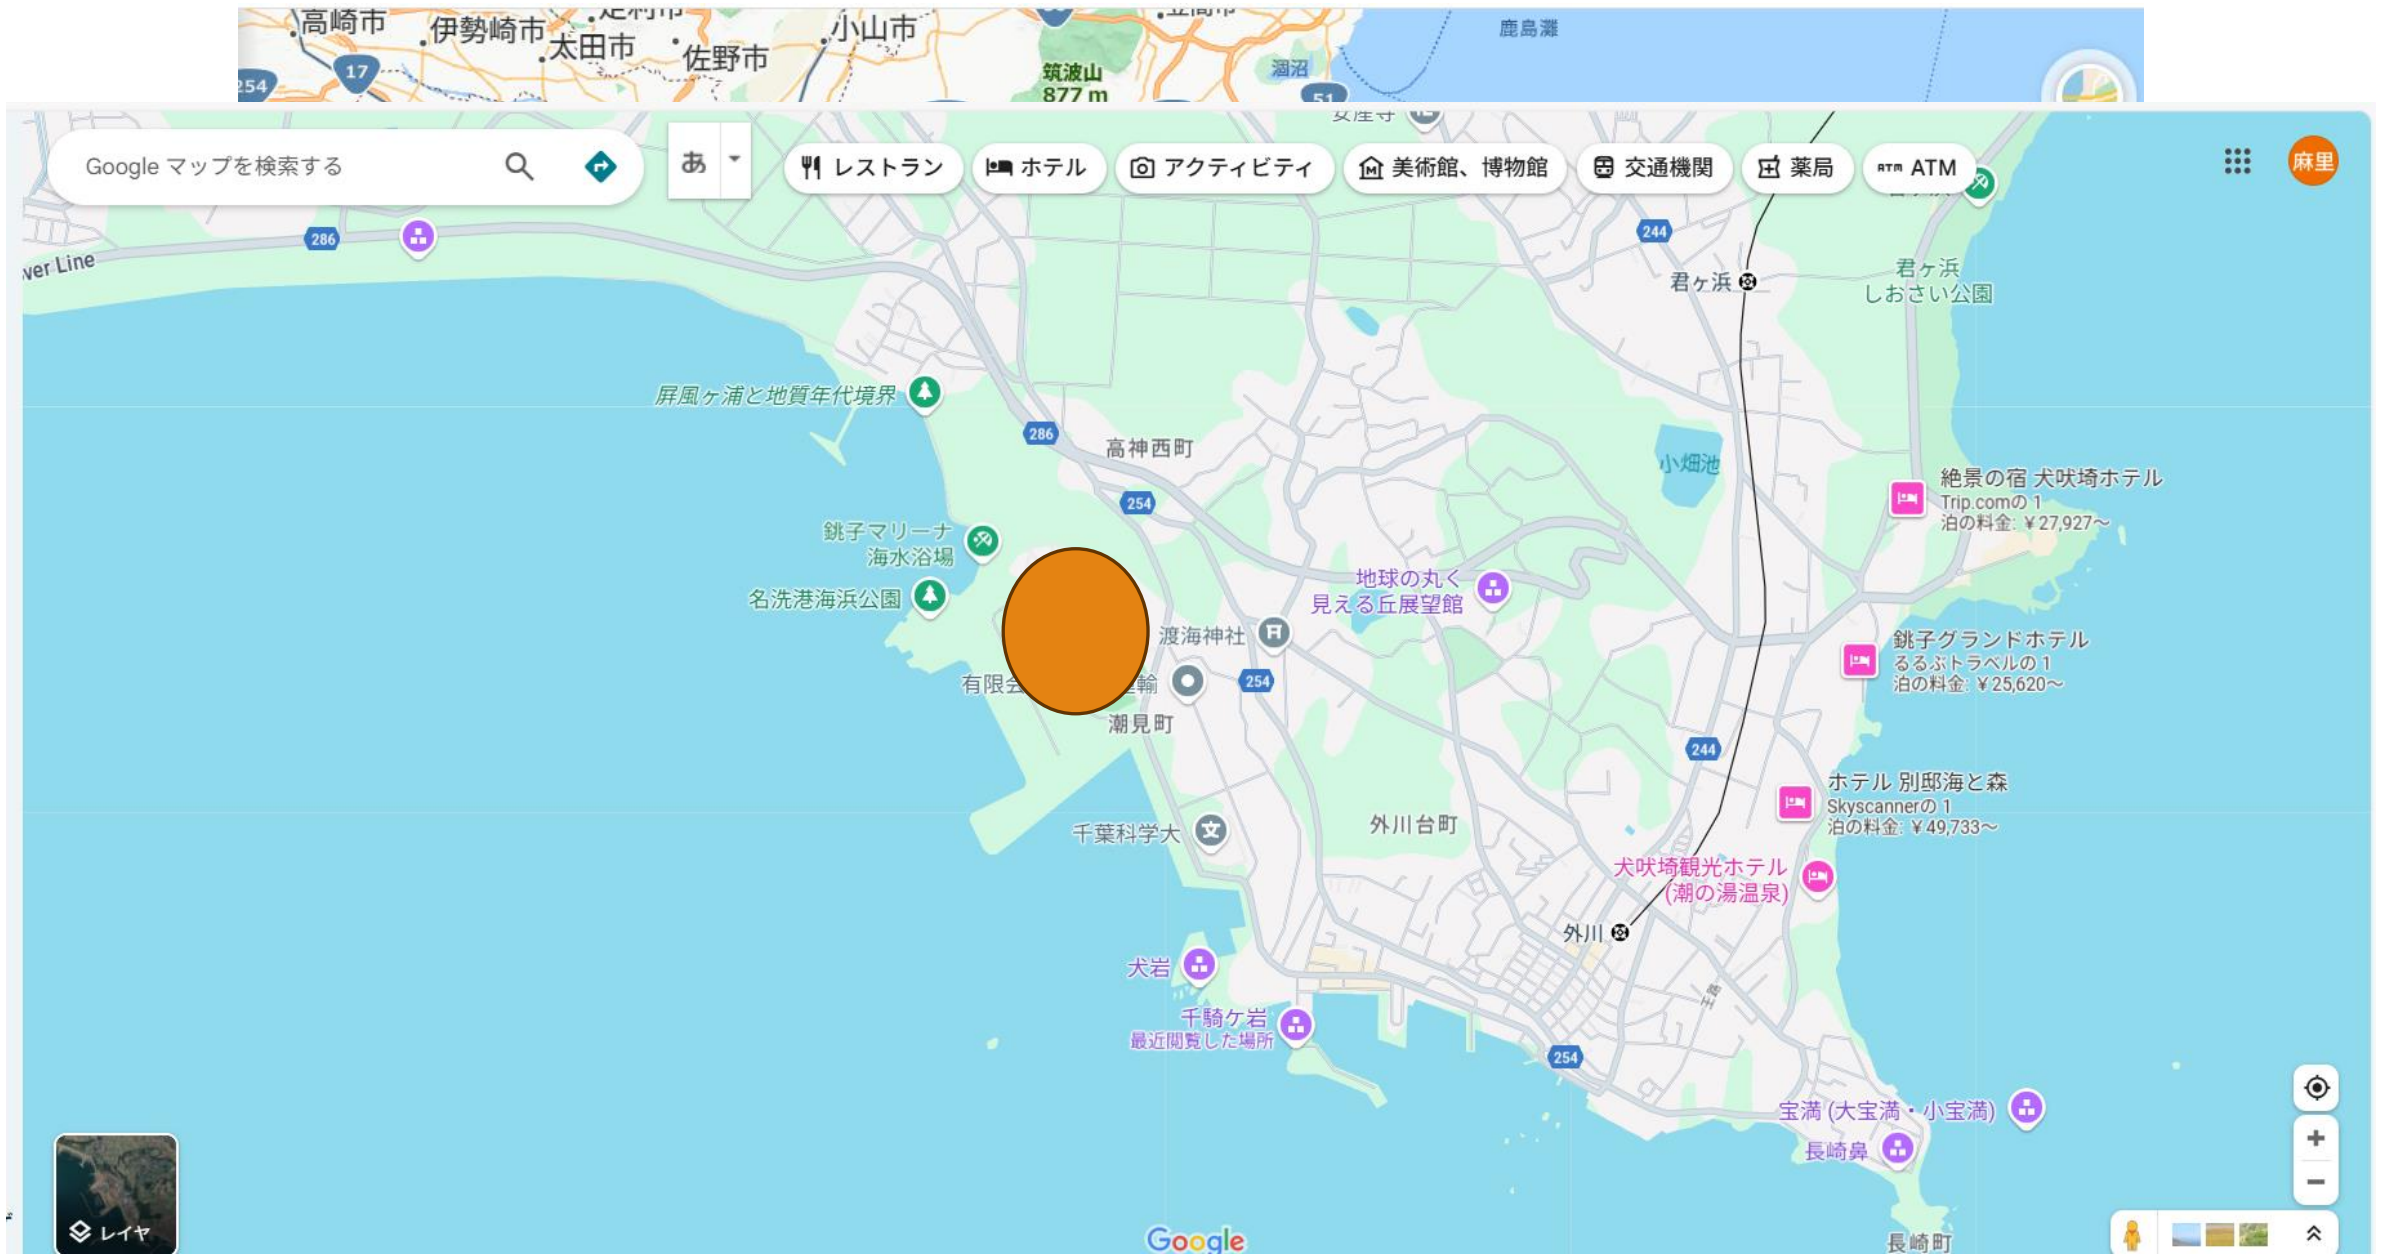 高崎市
伊勢崎市
太田市
佐野市
小山市
鹿島灘
涸沼
筑波山
877 m
17
254
51
Google マップを検索する
あ
レストラン
ホテル
アクティビティ
美術館、博物館
交通機関
薬局
ATM ATM
麻里
286
ver Line
244
君ヶ浜
君ヶ浜
しおさい公園
屏風ヶ浦と地質年代境界
286
高神西町
小畑池
絶景の宿 犬吠埼ホテル
Trip.comの 1
泊の料金: ￥27,927～
254
銚子マリーナ
海水浴場
地球の丸く
見える丘展望館
名洗港海浜公園
渡海神社
銚子グランドホテル
るるぶトラベルの 1
泊の料金: ￥25,620～
254
有限会
輸
潮見町
244
ホテル 別邸海と森
Skyscannerの 1
泊の料金: ￥49,733～
千葉科学大
外川台町
犬吠埼観光ホテル
(潮の湯温泉)
外川
犬岩
千騎ケ岩
最近閲覧した場所
254
宝満 (大宝満・小宝満)
長崎鼻
レイヤ
Google
長崎町